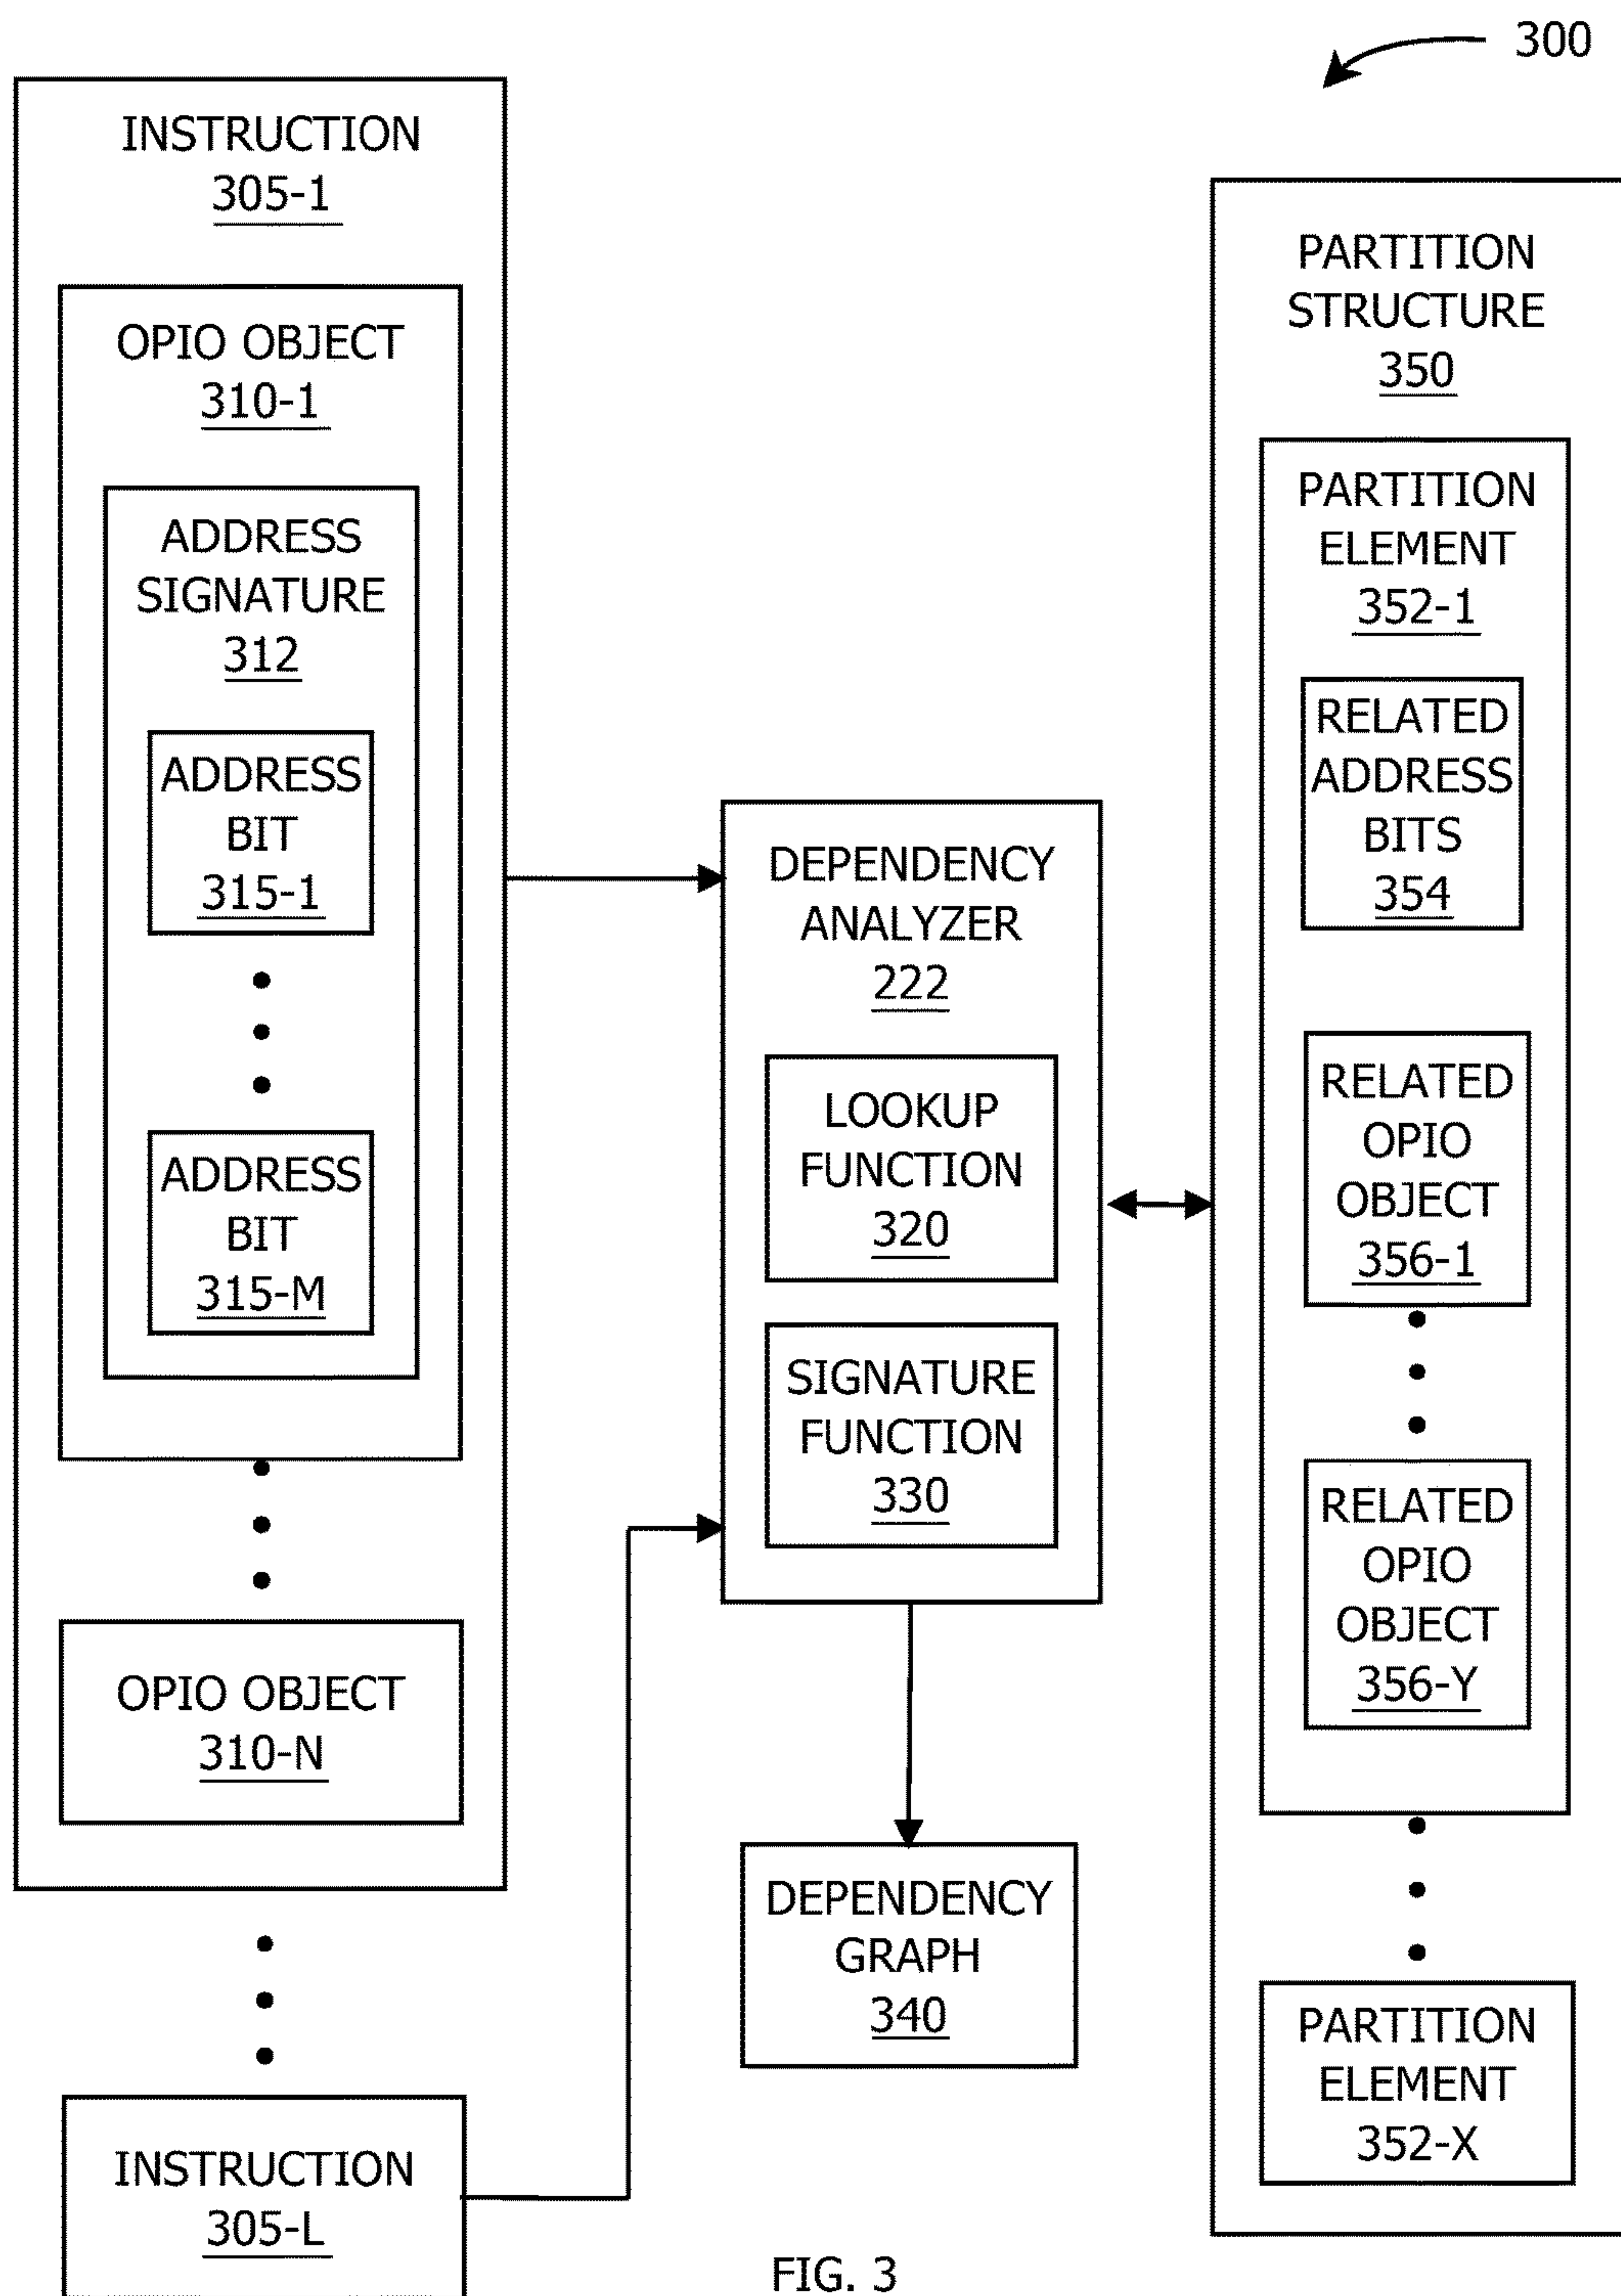 300
INSTRUCTION
305-1
OPIO OBJECT
310-1
ADDRESS
SIGNATURE
312
ADDRESS
BIT
315-1
ADDRESS
BIT
315-M
OPIO OBJECT
310-N
INSTRUCTION
305-L
DEPENDENCY
ANALYZER
222
LOOKUP
FUNCTION
320
SIGNATURE
FUNCTION
330
DEPENDENCY
GRAPH
340
PARTITION
STRUCTURE
350
PARTITION
ELEMENT
352-1
RELATED
ADDRESS
BITS
354
RELATED
OPIO
OBJECT
356-1
RELATED
OPIO
OBJECT
356-Y
PARTITION
ELEMENT
352-X
FIG. 3